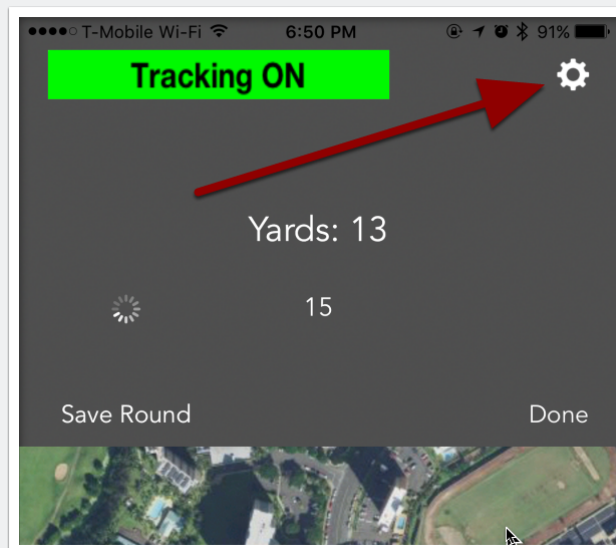 T-Mobile Wi-Fi 6:50 PM 91%
Tracking ON
Yards: 13
15
Save Round Done